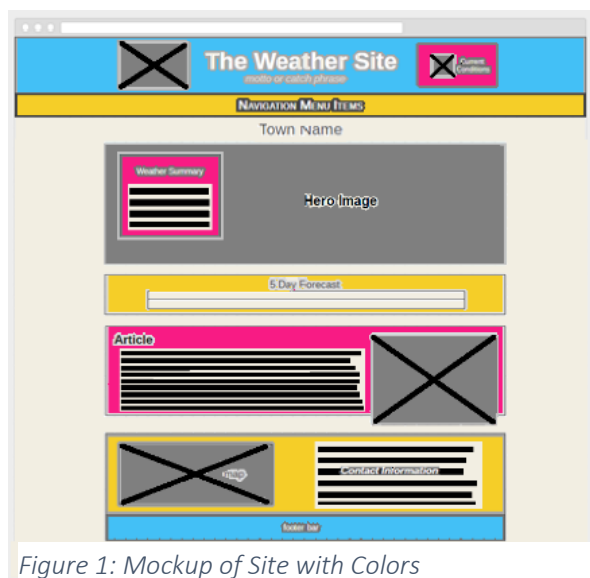 The Weather Site
motto or catch phrase
Current
Conditions
NAVIGATION MENU ITEMS
Town Name
Weather Summary
Hero Image
5 Day Forecast
Article
map
Contact Information
footer bar
Figure 1: Mockup of Site with Colors